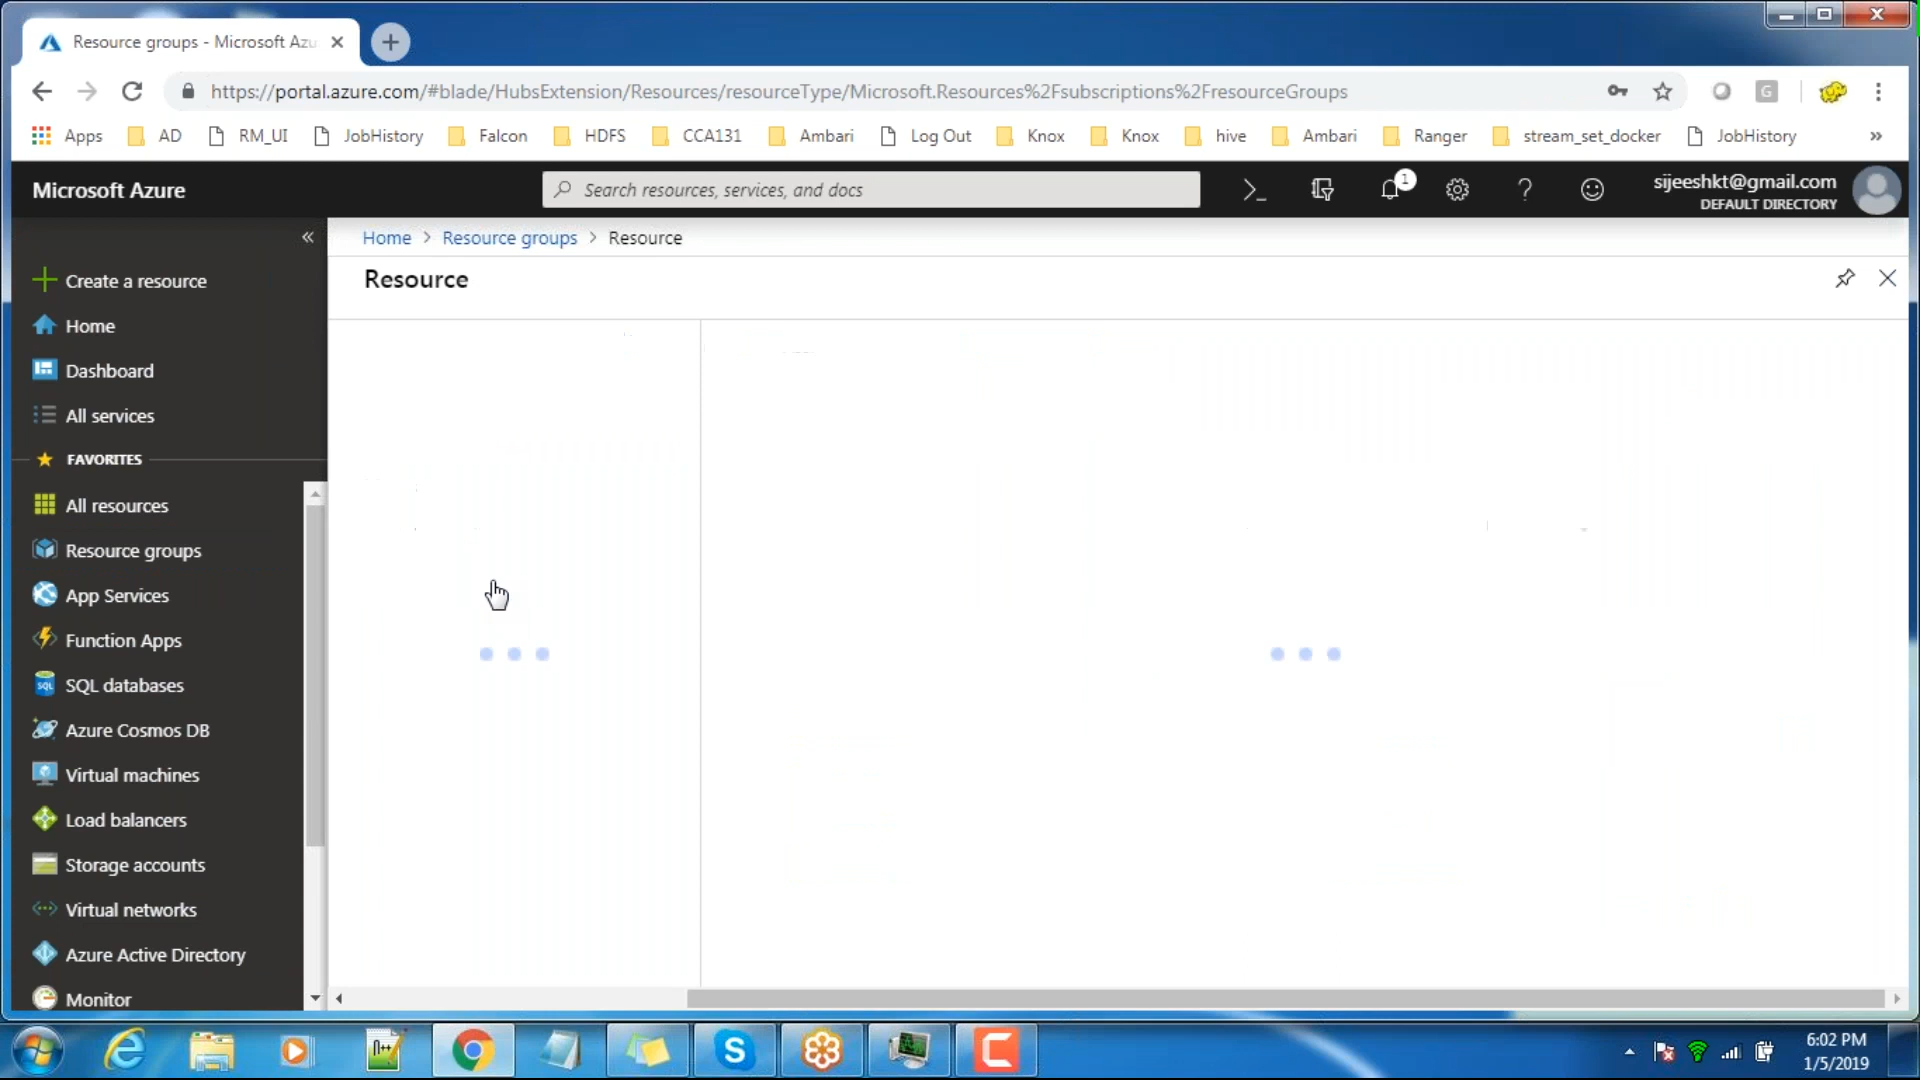 Resource groups - Microsoft Azu
https://portal.azure.com/#blade/HubsExtension/Resources/resourceType/Microsoft.Resources%2Fsubscriptions%2FresourceGroups
G
Apps AD RM_UI JobHistory Falcon HDFS CCA131 Ambari Log Out Knox Knox hive Ambari Ranger stream_set_docker JobHistory »
Microsoft Azure
Search resources, services, and docs
1
sijeeshkt@gmail.com
DEFAULT DIRECTORY
Home > Resource groups > Resource
Resource
Create a resource
Home
Dashboard
All services
FAVORITES
All resources
Resource groups
App Services
Function Apps
SQL
SQL databases
Azure Cosmos DB
Virtual machines
Load balancers
Storage accounts
Virtual networks
Azure Active Directory
Monitor
6:02 PM
1/5/2019